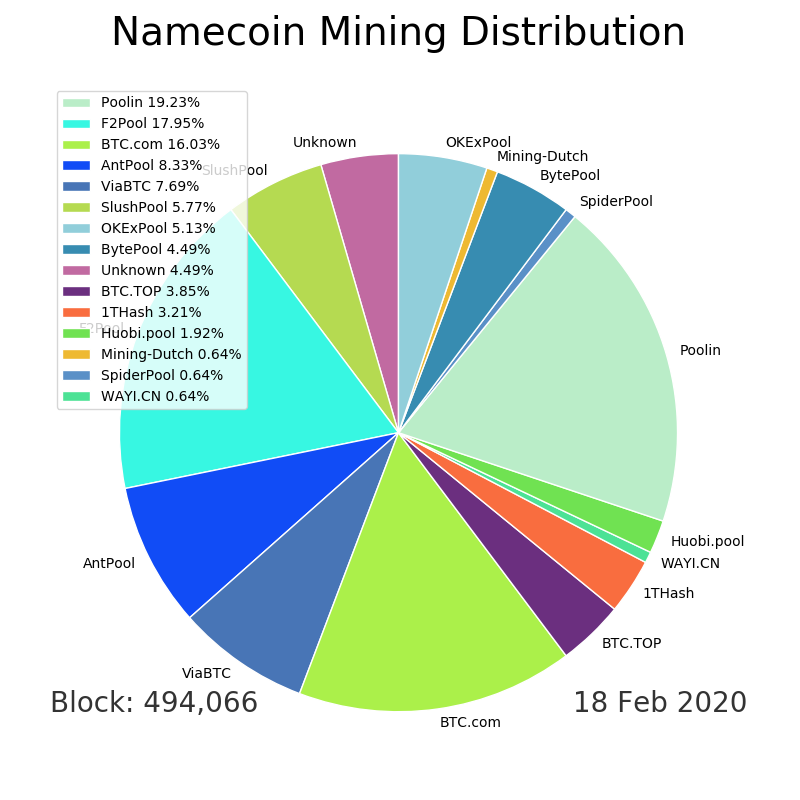 Namecoin Mining Distribution
Poolin 19.23%
F2Pool 17.95%
BTC.com 16.03%
AntPool 8.33%
ViaBTC 7.69%
SlushPool 5.77%
OKExPool 5.13%
BytePool 4.49%
Unknown 4.49%
BTC.TOP 3.85%
1THash 3.21%
Huobi.pool 1.92%
Mining-Dutch 0.64%
SpiderPool 0.64%
WAYI.CN 0.64%
Unknown
OKExPool
Mining-Dutch
SlushPool
BytePool
SpiderPool
F2Pool
Poolin
Huobi.pool
AntPool
WAYI.CN
1THash
BTC.TOP
ViaBTC
BTC.com
Block: 494,066
18 Feb 2020